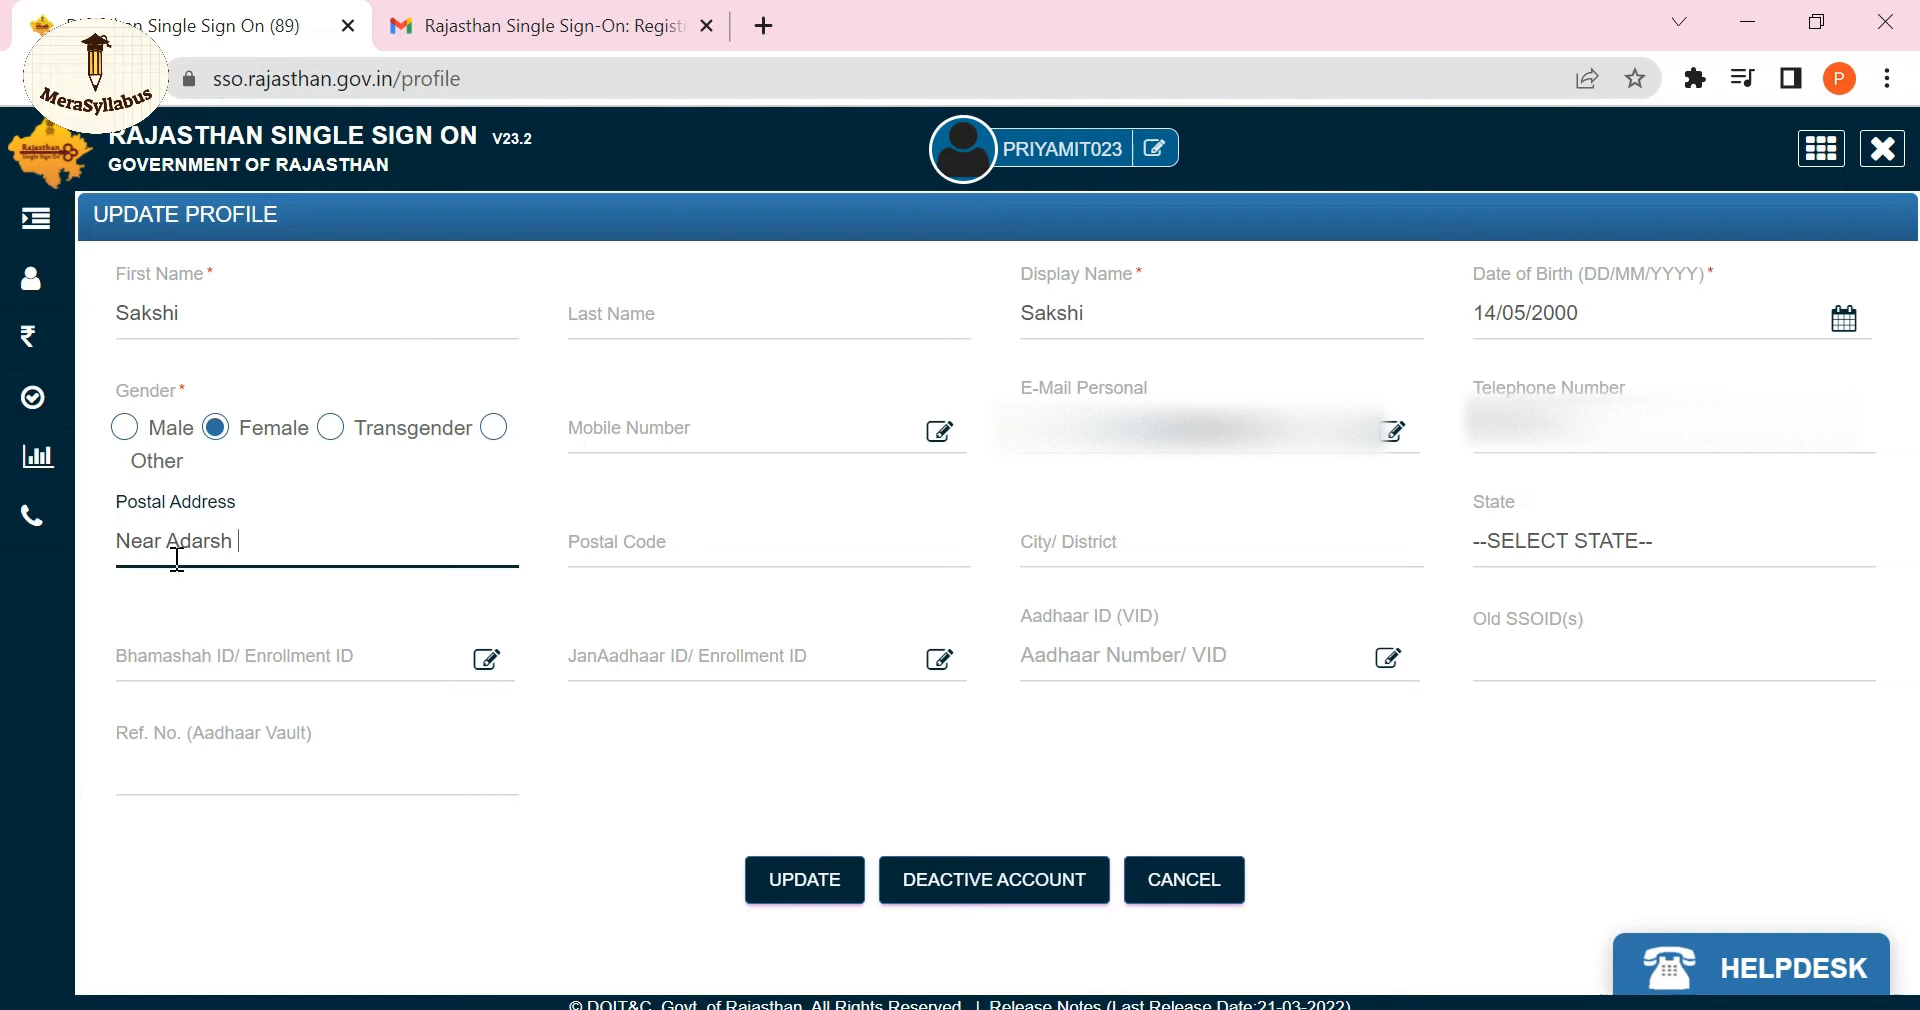 Single Sign On (89)
Rajasthan Single Sign-On: Regist
sso.rajasthan.gov.in/profile
P
MeraSyllabus
Rajasthan
Single Sign On
RAJASTHAN SINGLE SIGN ON V23.2
GOVERNMENT OF RAJASTHAN
PRIYAMIT023
UPDATE PROFILE
First Name*
Sakshi
Last Name
Display Name*
Sakshi
Date of Birth (DD/MM/YYYY)*
14/05/2000
Gender*
Male Female Transgender
Other
Mobile Number
E-Mail Personal
Telephone Number
Postal Address
Near Adarsh
Postal Code
City/ District
State
--SELECT STATE--
Bhamashah ID/ Enrollment ID
JanAadhaar ID/ Enrollment ID
Aadhaar ID (VID)
Aadhaar Number/ VID
Old SSOID(s)
Ref. No. (Aadhaar Vault)
UPDATE
DEACTIVE ACCOUNT
CANCEL
HELPDESK
© DOIT&C, Govt. of Rajasthan. All Rights Reserved. | Release Notes (Last Release Date:21-03-2022)